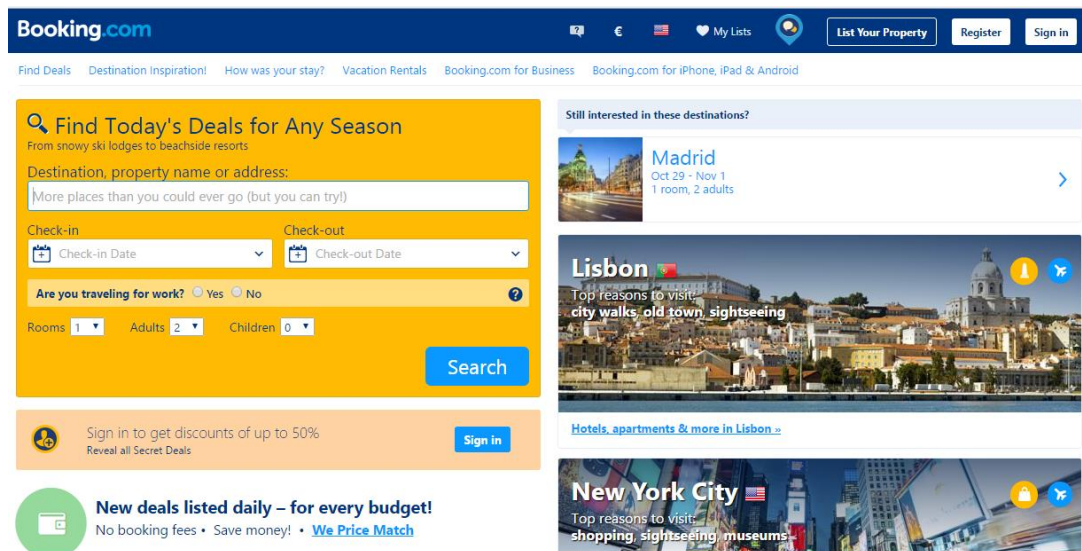 Booking.com
€
My Lists
List Your Property
Register
Sign in
Find Deals
Destination Inspiration!
How was your stay?
Vacation Rentals
Booking.com for Business
Booking.com for iPhone, iPad & Android
Find Today's Deals for Any Season
From snowy ski lodges to beachside resorts
Destination, property name or address:
More places than you could ever go (but you can try!)
Check-in
Check-out
Check-in Date
Check-out Date
Are you traveling for work? Yes No
?
Rooms 1 Adults 2 Children 0
Search
Sign in to get discounts of up to 50%
Reveal all Secret Deals
Sign in
New deals listed daily – for every budget!
No booking fees • Save money! • We Price Match
Still interested in these destinations?
Madrid
Oct 29 - Nov 1
1 room, 2 adults
Lisbon
Top reasons to visit:
city walks, old town, sightseeing
Hotels, apartments & more in Lisbon »
New York City
Top reasons to visit:
shopping, sightseeing, museums